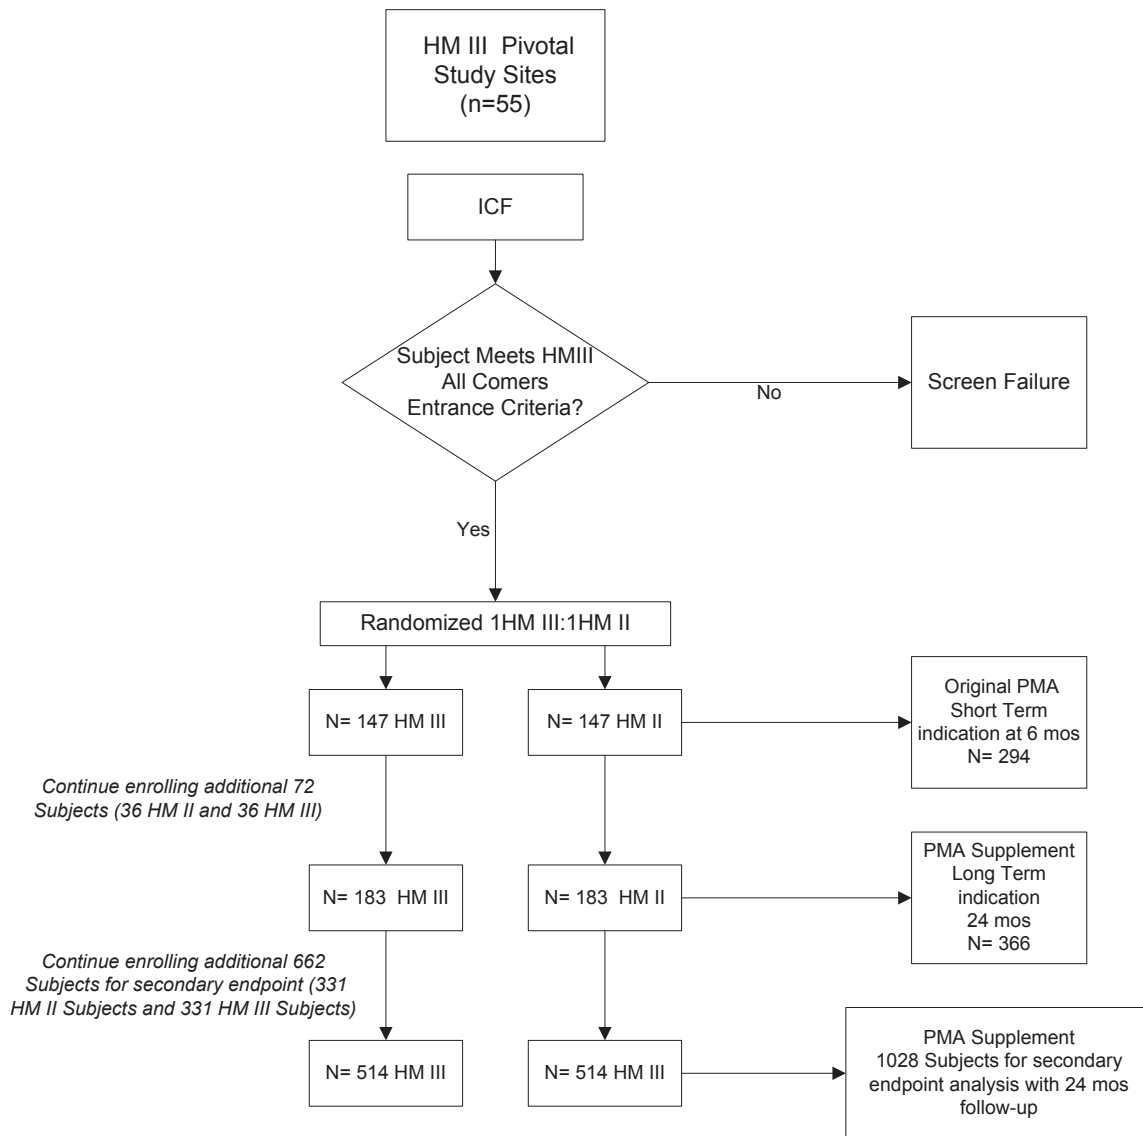 HM III Pivotal
Study Sites
(n=55)
ICF
Subject Meets HMIII
All Comers
Entrance Criteria?
No
Screen Failure
Yes
Randomized 1HM III:1HM II
N= 147 HM III
N= 147 HM II
Original PMA
Short Term
indication at 6 mos
N= 294
Continue enrolling additional 72
Subjects (36 HM II and 36 HM III)
N= 183 HM III
N= 183 HM II
PMA Supplement
Long Term
indication
24 mos
N= 366
Continue enrolling additional 662
Subjects for secondary endpoint (331
HM II Subjects and 331 HM III Subjects)
N= 514 HM III
N= 514 HM III
PMA Supplement
1028 Subjects for secondary
endpoint analysis with 24 mos
follow-up